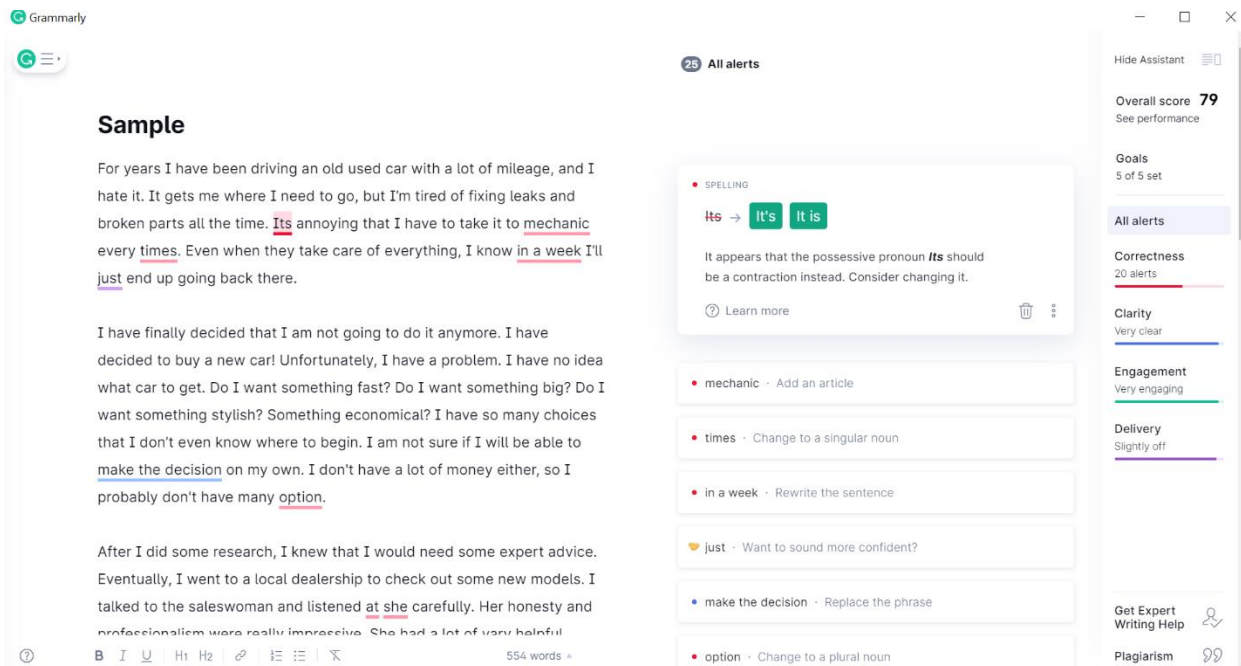 Grammarly
Hide Assistant
25 All alerts
Overall score 79
See performance
Sample
Goals
5 of 5 set
For years I have been driving an old used car with a lot of mileage, and I
hate it. It gets me where I need to go, but I'm tired of fixing leaks and
broken parts all the time. Its annoying that I have to take it to mechanic
every times. Even when they take care of everything, I know in a week I'll
just end up going back there.
I have finally decided that I am not going to do it anymore. I have
decided to buy a new car! Unfortunately, I have a problem. I have no idea
what car to get. Do I want something fast? Do I want something big? Do I
want something stylish? Something economical? I have so many choices
that I don't even know where to begin. I am not sure if I will be able to
make the decision on my own. I don't have a lot of money either, so I
probably don't have many option.
After I did some research, I knew that I would need some expert advice.
Eventually, I went to a local dealership to check out some new models. I
talked to the saleswoman and listened at she carefully. Her honesty and
professionalism were really impressive. She had a lot of vary helpful
B I U H1 H2
554 words
SPELLING
Its → It's It is
It appears that the possessive pronoun Its should
be a contraction instead. Consider changing it.
Learn more
mechanic · Add an article
times · Change to a singular noun
in a week · Rewrite the sentence
just · Want to sound more confident?
make the decision · Replace the phrase
option · Change to a plural noun
All alerts
Correctness
20 alerts
Clarity
Very clear
Engagement
Very engaging
Delivery
Slightly off
Get Expert
Writing Help
Plagiarism